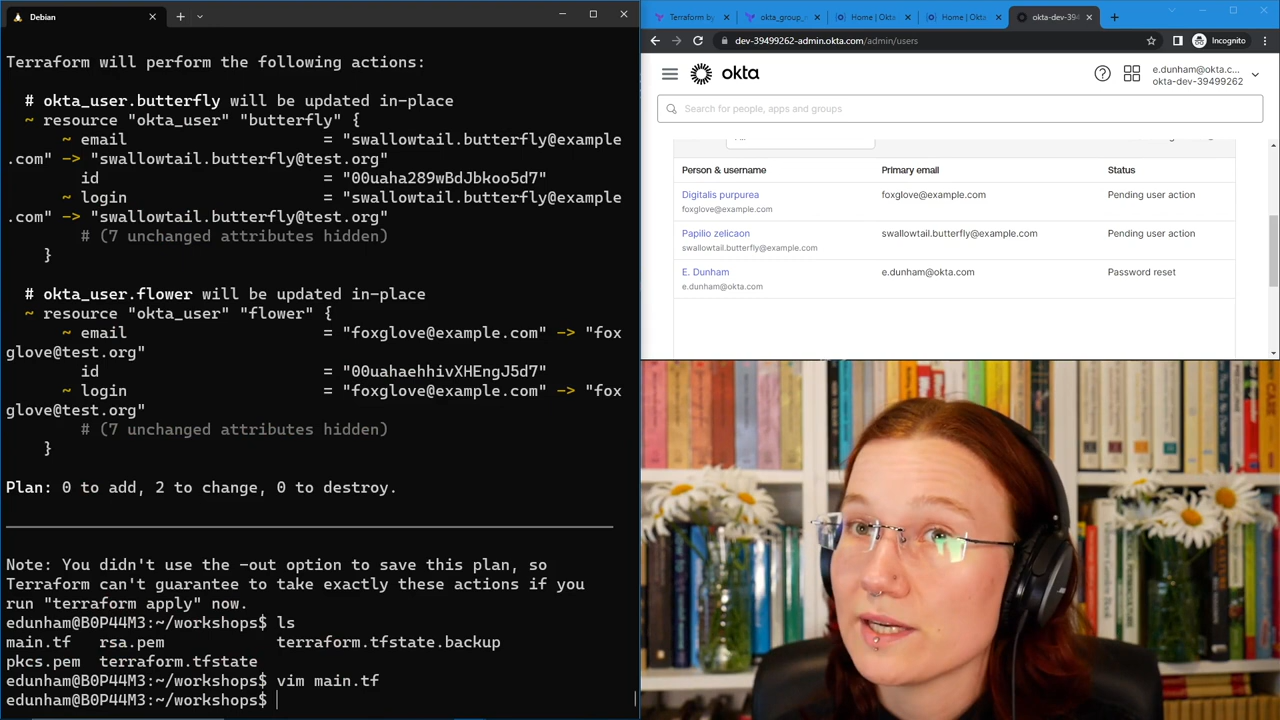 Debian
Terraform will perform the following actions:
# okta_user.butterfly will be updated in-place
~ resource "okta_user" "butterfly" {
~ email = "swallowtail.butterfly@example
.com" -> "swallowtail.butterfly@test.org"
id = "00uaha289wBdJbkoo5d7"
~ login = "swallowtail.butterfly@example
.com" -> "swallowtail.butterfly@test.org"
# (7 unchanged attributes hidden)
}
# okta_user.flower will be updated in-place
~ resource "okta_user" "flower" {
~ email = "foxglove@example.com" -> "fox
glove@test.org"
id = "00uahaehhivXHEngJ5d7"
~ login = "foxglove@example.com" -> "fox
glove@test.org"
# (7 unchanged attributes hidden)
}
Plan: 0 to add, 2 to change, 0 to destroy.
Note: You didn't use the -out option to save this plan, so
Terraform can't guarantee to take exactly these actions if you
run "terraform apply" now.
edunham@B0P44M3:~/workshops$ ls
main.tf rsa.pem terraform.tfstate.backup
pkcs.pem terraform.tfstate
edunham@B0P44M3:~/workshops$ vim main.tf
edunham@B0P44M3:~/workshops$
Terraform by okta_group_ Home | Okta Home | Okta okta-dev-394
dev-39499262-admin.okta.com/admin/users Incognito
okta e.dunham@okta.c...
okta-dev-39499262
Search for people, apps and groups
Person & username Primary email Status
Digitalis purpurea foxglove@example.com Pending user action
foxglove@example.com
Papilio zelicaon swallowtail.butterfly@example.com Pending user action
swallowtail.butterfly@example.com
E. Dunham e.dunham@okta.com Password reset
e.dunham@okta.com